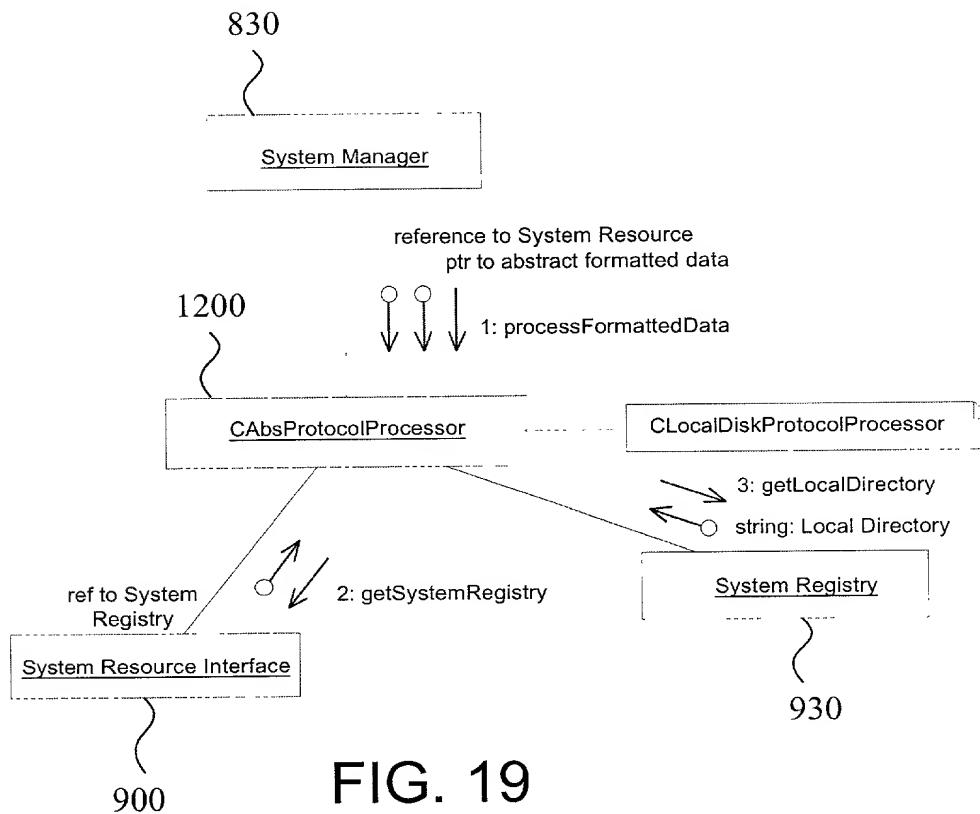 830
System Manager
reference to System Resource
ptr to abstract formatted data
1200
1: processFormattedData
CAbsProtocolProcessor
CLocalDiskProtocolProcessor
3: getLocalDirectory
string: Local Directory
ref to System
Registry
2: getSystemRegistry
System Registry
System Resource Interface
930
900
FIG. 19